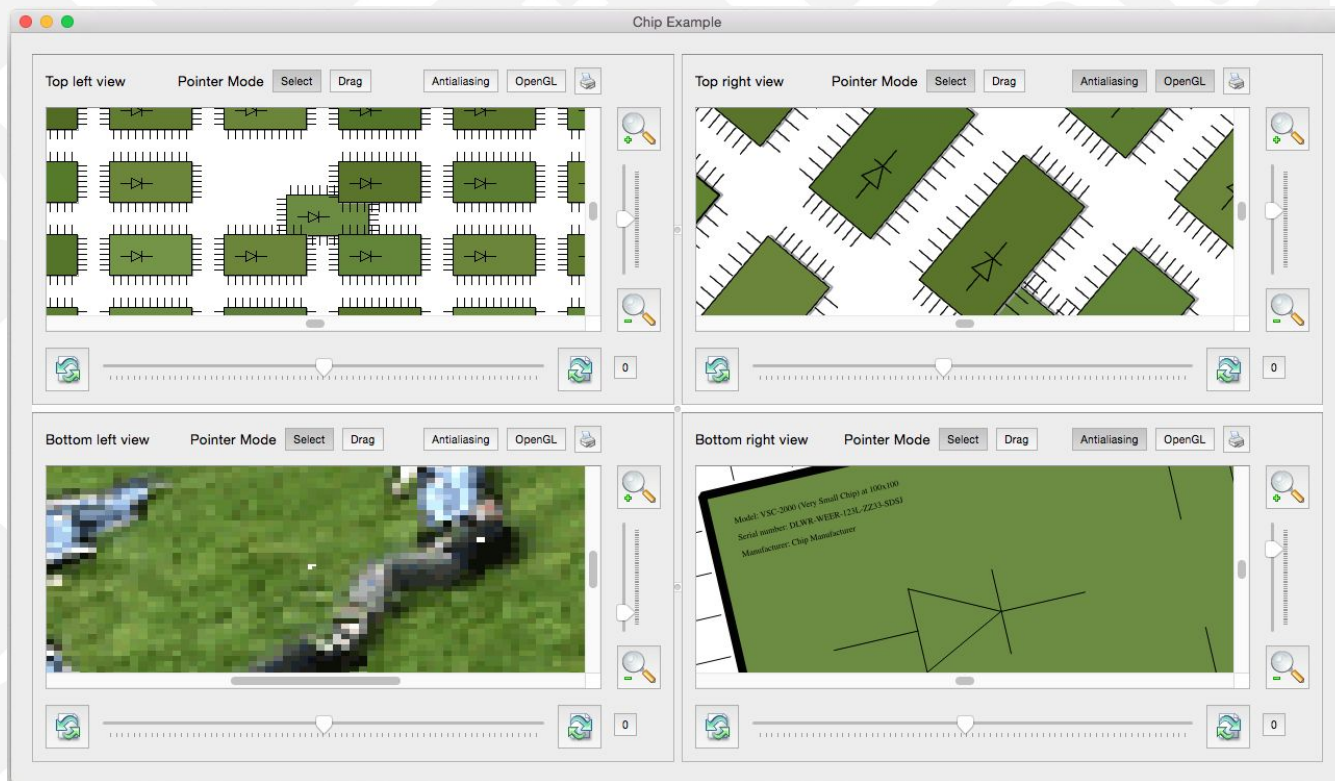 Chip Example
Top left view Pointer Mode Select Drag Antialiasing OpenGL
Top right view Pointer Mode Select Drag Antialiasing OpenGL
0
0
Bottom left view Pointer Mode Select Drag Antialiasing OpenGL
Bottom right view Pointer Mode Select Drag Antialiasing OpenGL
Model: VSC-2000 (Very Small Chip) at 100x100
Serial number: DLWR-WEER-123L-ZZ33-SDSJ
Manufacturer: Chip Manufacturer
0
0